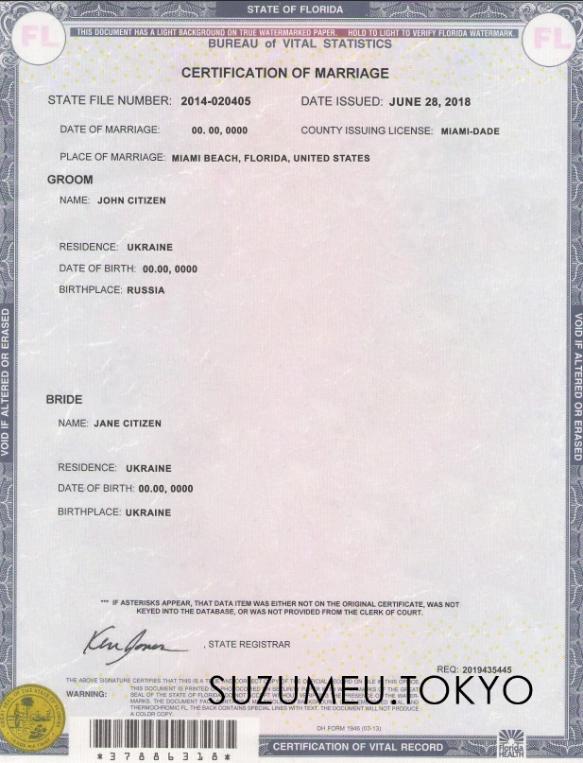 STATE OF FLORIDA
FL
THIS DOCUMENT HAS A LIGHT BACKGROUND ON TRUE WATERMARKED PAPER. HOLD TO LIGHT TO VERIFY FLORIDA WATERMARK.
FL
BUREAU of VITAL STATISTICS
CERTIFICATION OF MARRIAGE
STATE FILE NUMBER: 2014-020405 DATE ISSUED: JUNE 28, 2018
DATE OF MARRIAGE: 00. 00, 0000 COUNTY ISSUING LICENSE: MIAMI-DADE
PLACE OF MARRIAGE: MIAMI BEACH, FLORIDA, UNITED STATES
GROOM
NAME: JOHN CITIZEN
RESIDENCE: UKRAINE
DATE OF BIRTH: 00.00, 0000
BIRTHPLACE: RUSSIA
VOID IF ALTERED OR ERASED
VOID IF ALTERED OR ERASED
BRIDE
NAME: JANE CITIZEN
RESIDENCE: UKRAINE
DATE OF BIRTH: 00.00, 0000
BIRTHPLACE: UKRAINE
*** IF ASTERISKS APPEAR, THAT DATA ITEM WAS EITHER NOT ON THE ORIGINAL CERTIFICATE, WAS NOT
KEYED INTO THE DATABASE, OR WAS NOT PROVIDED FROM THE CLERK OF COURT.
Ken Jones , STATE REGISTRAR
REQ: 2019435445
THE ABOVE SIGNATURE CERTIFIES THAT THIS IS A
WARNING:
THIS DOCUMENT IS PRINTED
SEAL OF THE STATE OF FLORIDA.
MARKS. THE DOCUMENT
THERMOCHROMIC FL. THE BACK CONTAINS SPECIAL LINES WITH TEXT. THE DOCUMENT WILL NOT PRODUCE
A COLOR COPY.
SUZUMEU.TOKYO
DH FORM 1946 (03-13)
CERTIFICATION OF VITAL RECORD
Florida
HEALTH
*37886318*